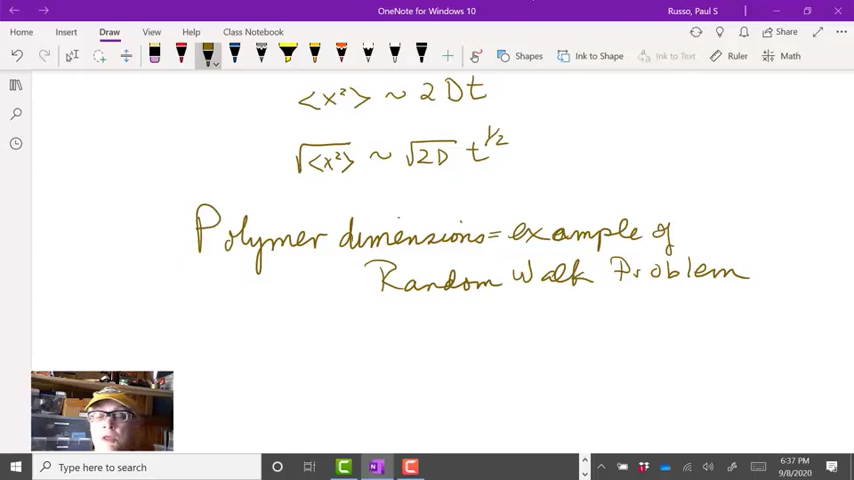 OneNote for Windows 10
Russo, Paul S
Home Insert Draw View Help Class Notebook
Share
Shapes Ink to Shape Ink to Text Ruler Math
<x²> ~ 2 D t
√<x²> ~ √2D t^1/2
Polymer dimensions = example of
Random Walk Problem
Type here to search
6:37 PM
9/8/2020